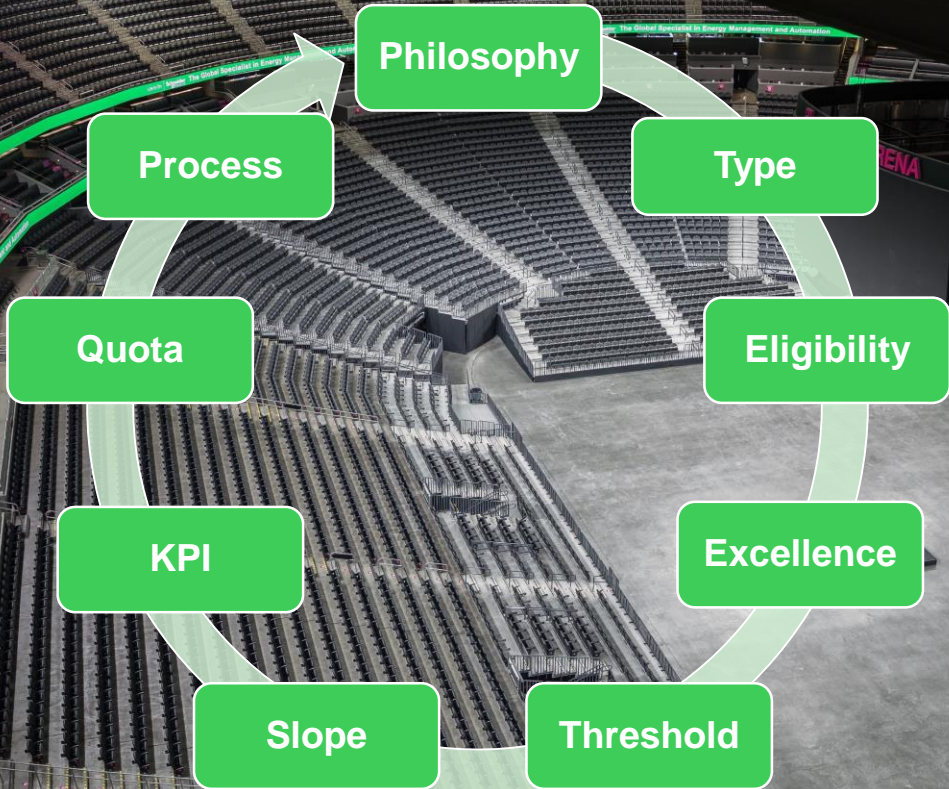 The Global Specialist in Energy Management and Automation
Philosophy
Type
Eligibility
Excellence
Threshold
Slope
KPI
Quota
Process